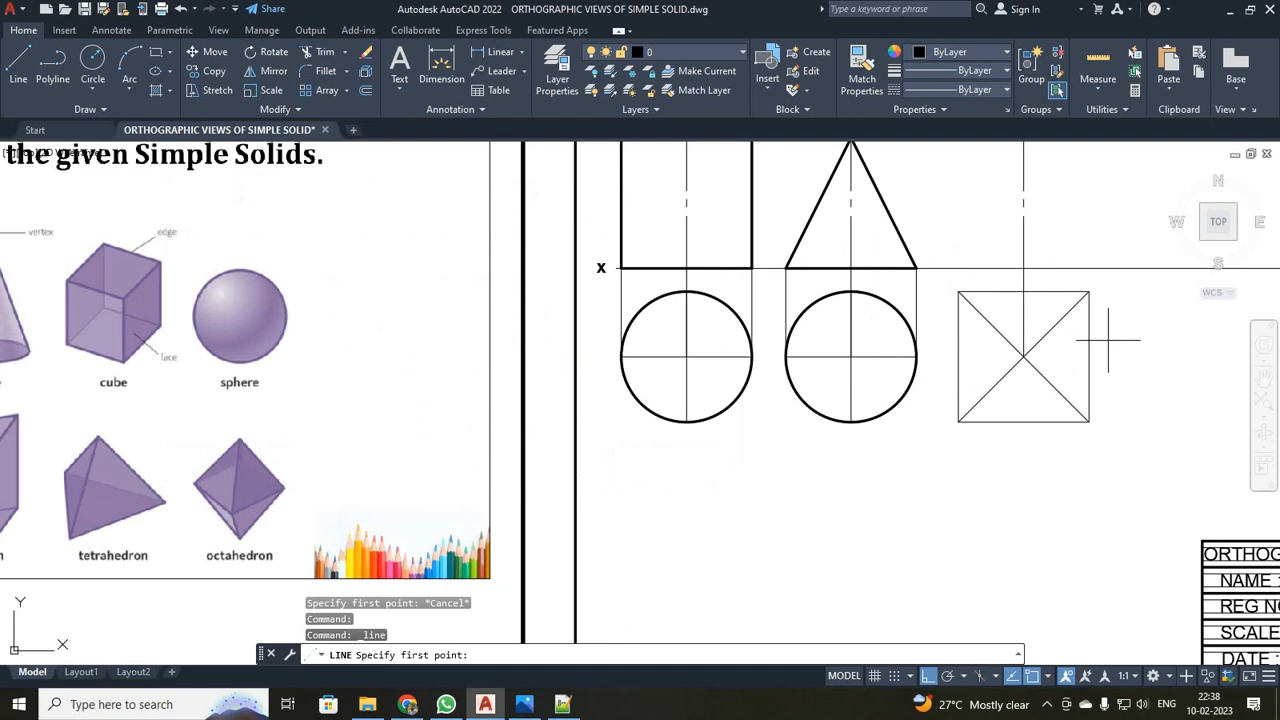 Share
Autodesk AutoCAD 2022 ORTHOGRAPHIC VIEWS OF SIMPLE SOLID.dwg
Type a keyword or phrase
Sign In
Home Insert Annotate Parametric View Manage Output Add-ins Collaborate Express Tools Featured Apps
Line Polyline Circle Arc
Move Rotate Trim
Copy Mirror Fillet
Stretch Scale Array
Text Dimension
Linear
Leader
Table
Layer Properties
0
Make Current
Match Layer
Insert
Create
Edit
Match Properties
ByLayer
ByLayer
ByLayer
Group
Measure
Paste
Base
Draw Modify Annotation Layers Block Properties Groups Utilities Clipboard View
Start ORTHOGRAPHIC VIEWS OF SIMPLE SOLID*
the given Simple Solids.
vertex
edge
face
cube
sphere
tetrahedron
octahedron
X
N
W TOP E
S
WCS
ORTHOG
NAME :
REG NO
SCALE
DATE :
Y
X
Specify first point: *Cancel*
Command:
Command: _line
LINE Specify first point:
Model Layout1 Layout2
MODEL
1:1
Type here to search
27°C Mostly clear
ENG
22:38
10-02-2023